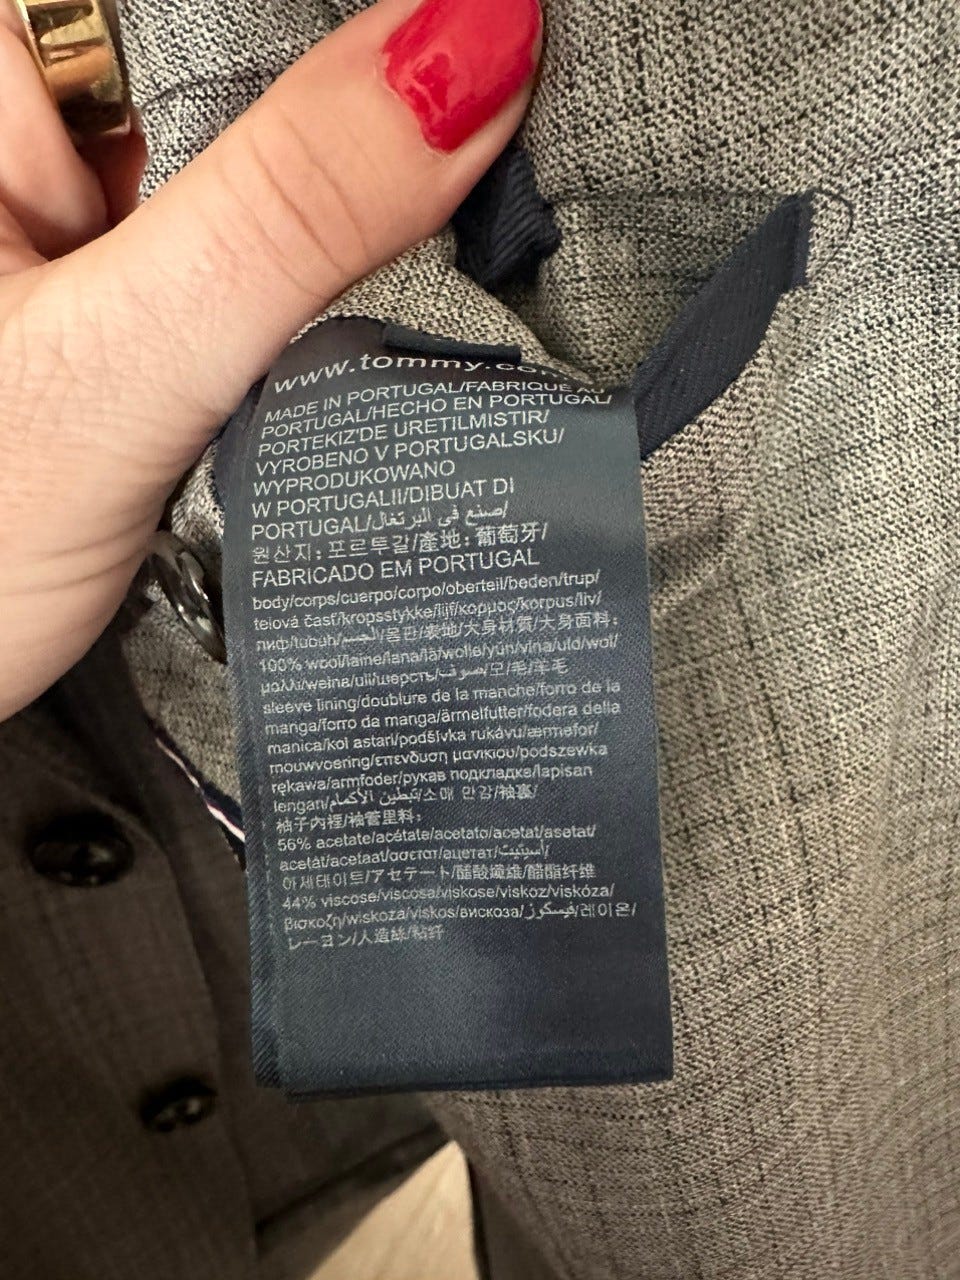 www.tommy.co
MADE IN PORTUGAL/FABRIQUE AU
PORTUGAL/HECHO EN PORTUGAL/
PORTEKIZ'DE URETILMISTIR/
VYROBENO V PORTUGALSKU/
WYPRODUKOWANO
W PORTUGALII/DIBUAT DI
PORTUGAL/صنع في البرتغال/
원산지: 포르투갈/產地: 葡萄牙/
FABRICADO EM PORTUGAL
body/corps/cuerpo/corpo/oberteil/beden/trup/
telová časť/kropsstykke/lijf/κορμος/korpus/liv/
лиф/tubuh/الجسم/몸판/表地/大身材質/大身面料:
100% wool/laine/lana/lã/wolle/yün/vlna/uld/wol/
μαλλι/wełna/ull/шерсть/صوف/모/毛/羊毛
sleeve lining/doublure de la manche/forro de la
manga/forro da manga/ärmelfutter/fodera della
manica/kol astari/podšívka rukávu/ærmefor/
mouwvoering/επενδυση μανικιου/podszewka
rękawa/armfoder/рукав подкладке/lapisan
lengan/تبطين الأكمام/소매 안감/袖裏/
袖子內裡/袖管里料:
56% acetate/acétate/acetato/acetat/asetat/
acetát/acetaat/ασετατ/ацетат/أسيتيت/
아세테이트/アセテート/醋酸纖維/醋酯纤维
44% viscose/viscosa/viskose/viskoz/viskóza/
βισκοζη/wiskoza/viskos/вискоза/فيسكوز/레이온/
レーヨン/人造絲/粘纤